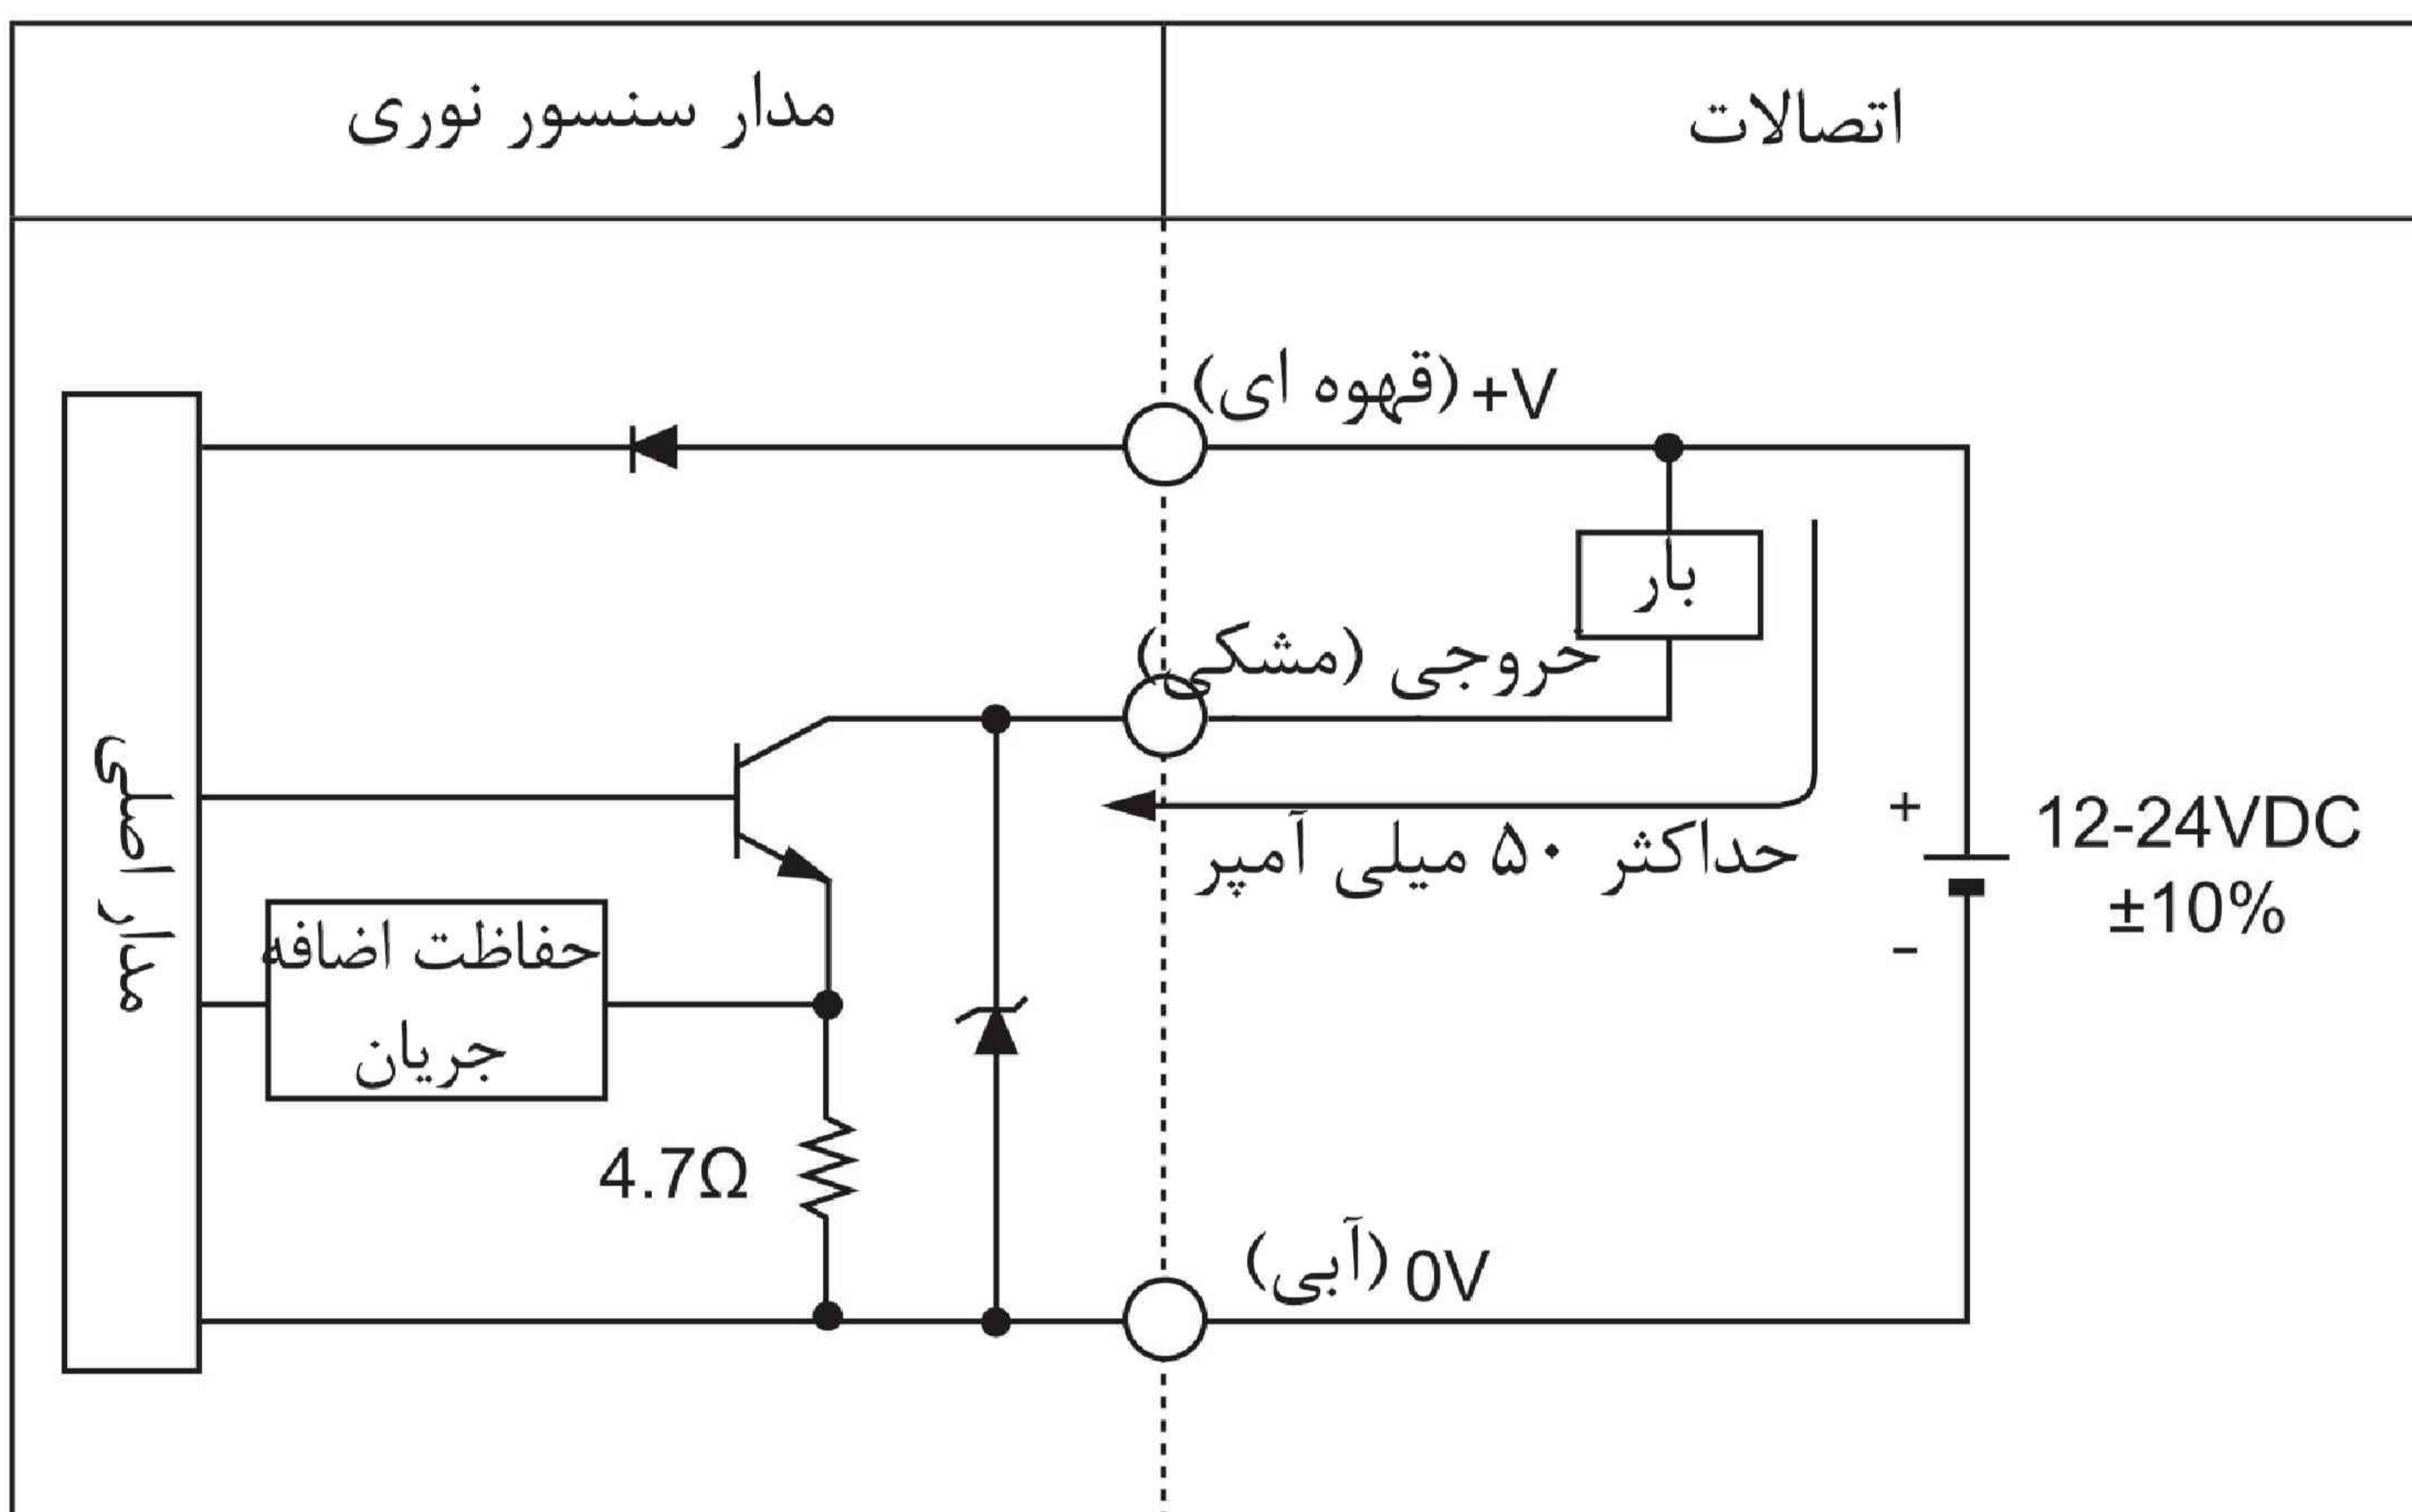 مدار سنسور نوری
اتصالات
+V (قهوه ای)
بار
خروجی (مشکی)
حداکثر ۵۰ میلی آمپر
+
12-24VDC
±10%
-
مدار اصلی
حفاظت اضافه
جریان
4.7Ω
0V (آبی)